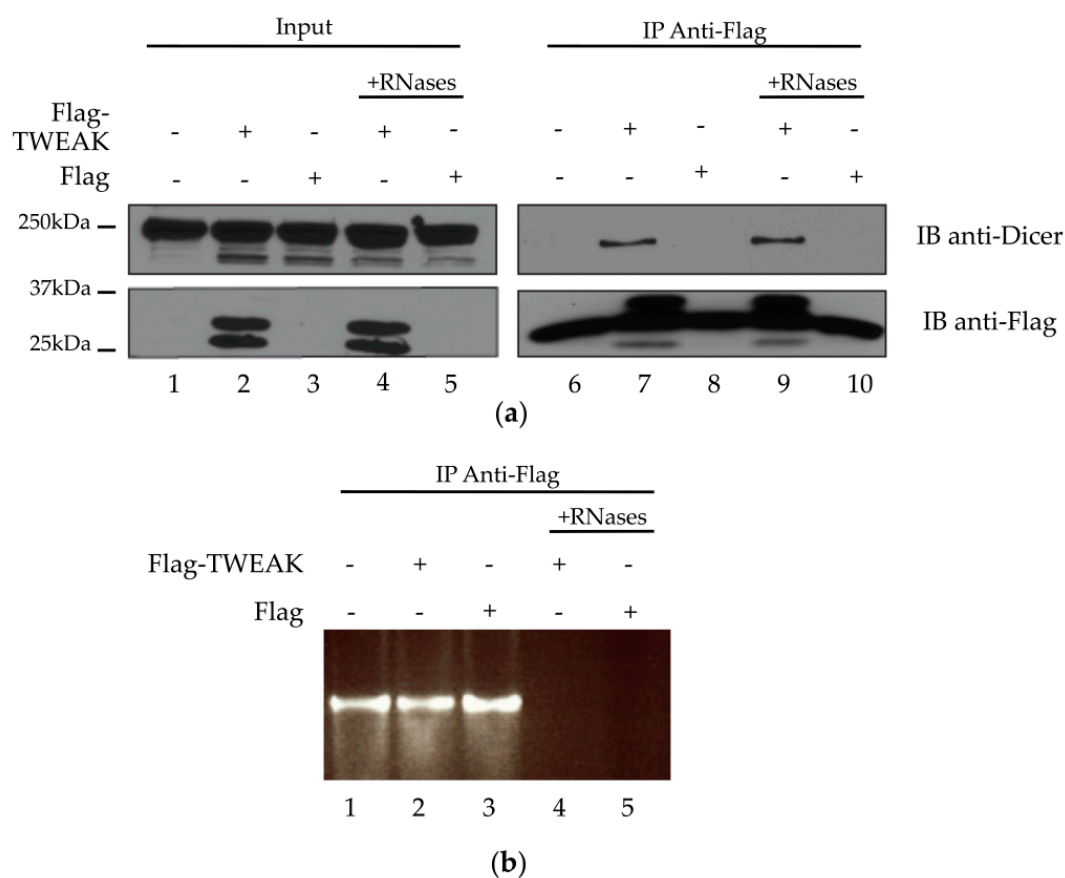 Input IP Anti-Flag
+RNases +RNases
Flag-
TWEAK - + - + - - + - + -
Flag - - + - + - - + - +
250kDa IB anti-Dicer
37kDa
IB anti-Flag
25kDa
1 2 3 4 5 6 7 8 9 10
(a)
IP Anti-Flag
+RNases
Flag-TWEAK - + - + -
Flag - - + - +
1 2 3 4 5
(b)